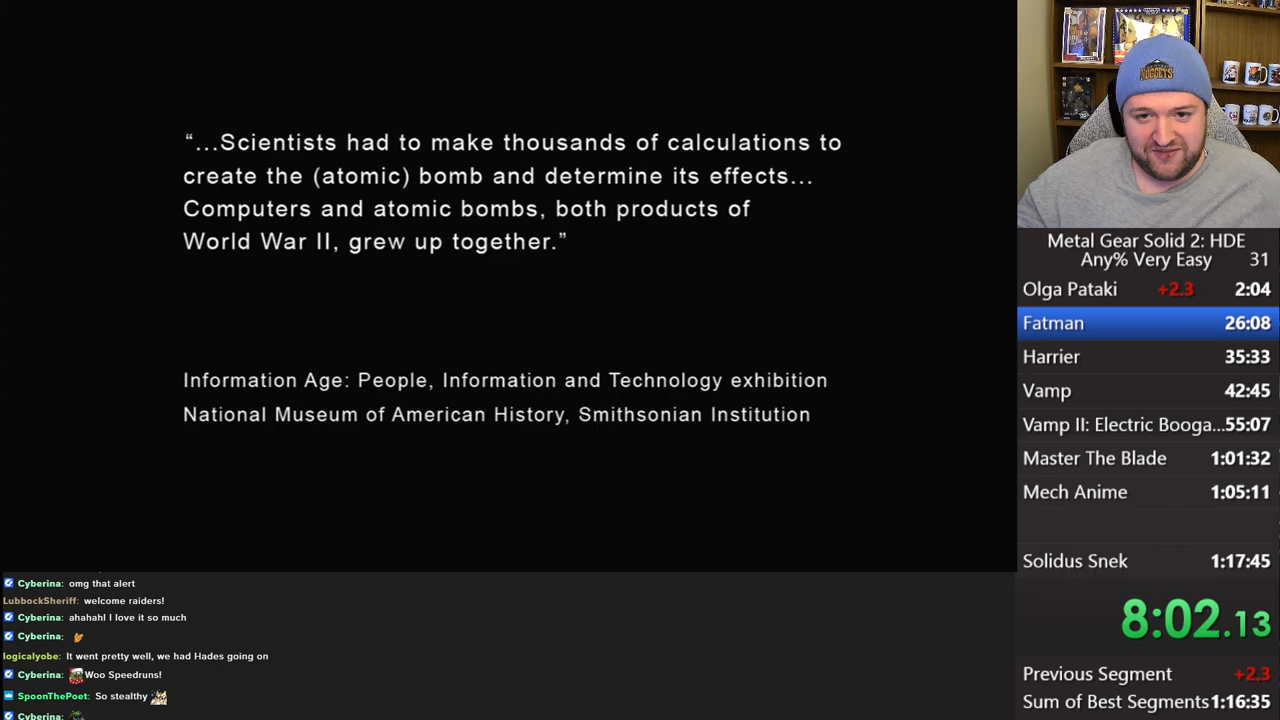 “...Scientists had to make thousands of calculations to
create the (atomic) bomb and determine its effects...
Computers and atomic bombs, both products of
World War II, grew up together.”
Information Age: People, Information and Technology exhibition
National Museum of American History, Smithsonian Institution
NUGGETS
Metal Gear Solid 2: HDE
Any% Very Easy 31
Olga Pataki +2.3 2:04
Fatman 26:08
Harrier 35:33
Vamp 42:45
Vamp II: Electric Booga...55:07
Master The Blade 1:01:32
Mech Anime 1:05:11
Solidus Snek 1:17:45
8:02.13
Previous Segment +2.3
Sum of Best Segments 1:16:35
Cyberina: omg that alert
LubbockSheriff: welcome raiders!
Cyberina: ahahahl I love it so much
Cyberina:
logicalyobe: It went pretty well, we had Hades going on
Cyberina: Woo Speedruns!
SpoonThePoet: So stealthy
Cyberina: